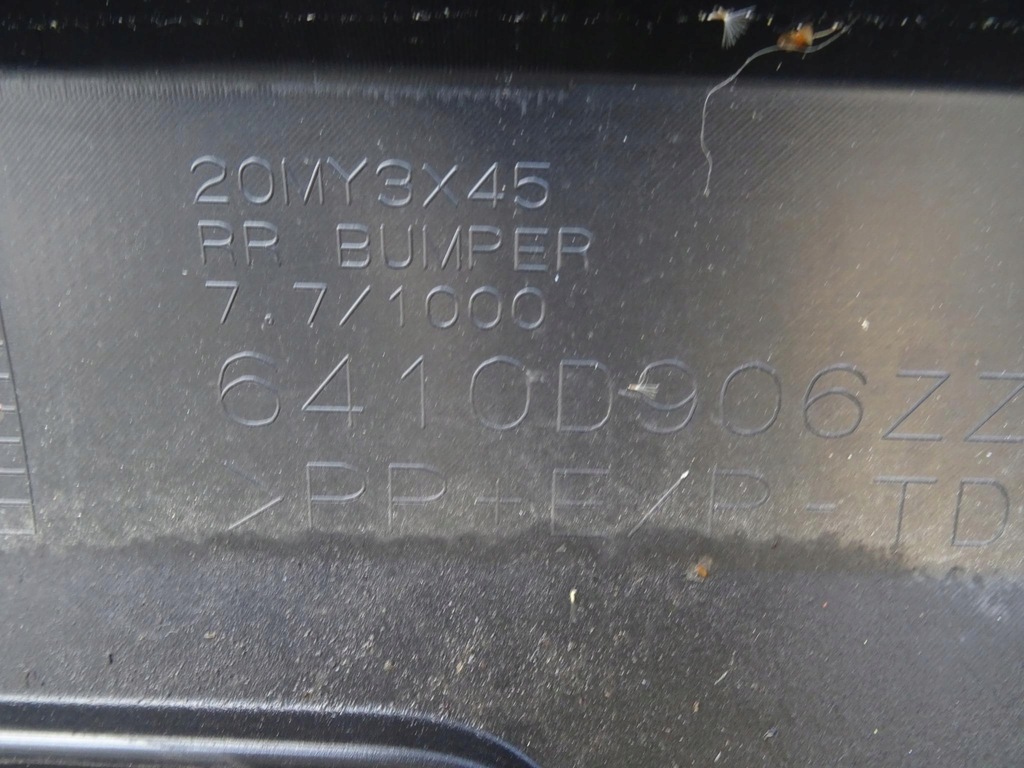 20MY3X45
RR BUMPER
7.7/1000
6410D906ZZ
>PP+E/P-TD